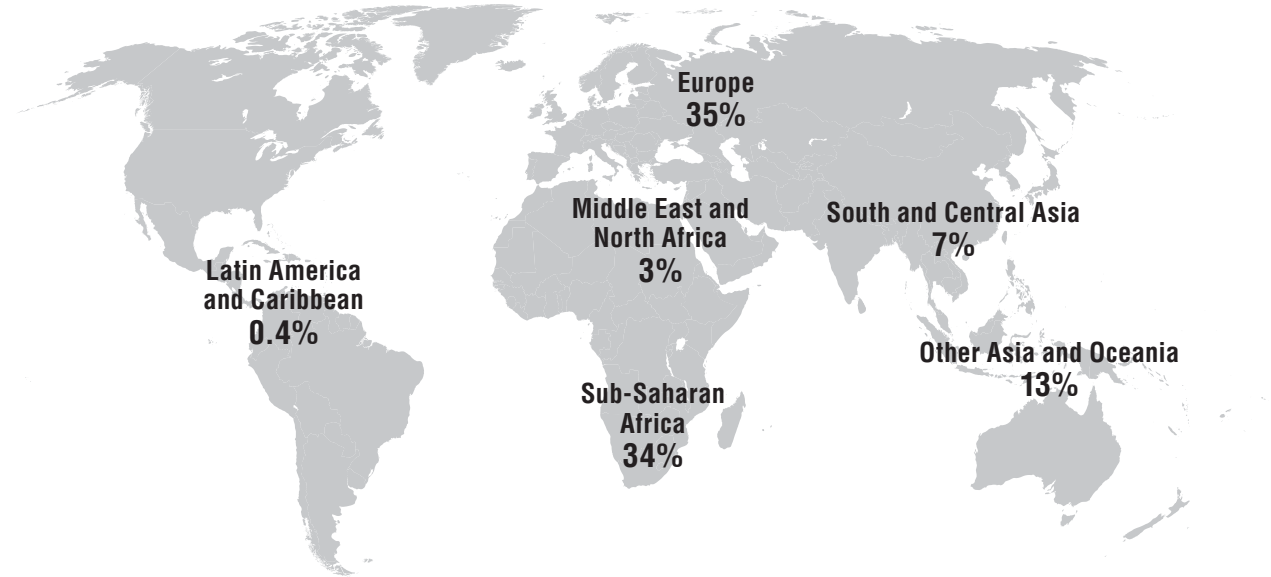 Europe
35%
Middle East and
North Africa
3%
South and Central Asia
7%
Latin America
and Caribbean
0.4%
Other Asia and Oceania
13%
Sub-Saharan
Africa
34%